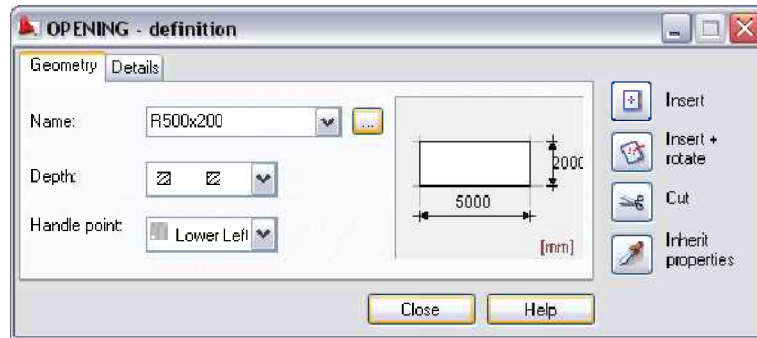 OPENING - definition
Geometry Details
Name: R500x200 ...
Depth:
Handle point: Lower Left
2000
5000
[mm]
Insert
Insert + rotate
Cut
Inherit properties
Close Help